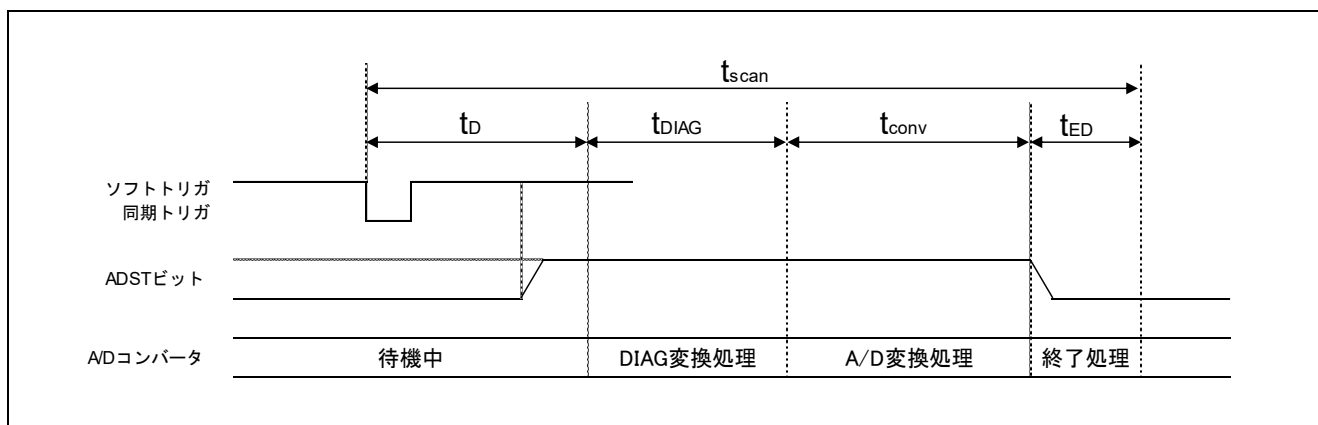 tscan
tD tDIAG tconv tED
ソフトトリガ
同期トリガ
ADSTビット
A/Dコンバータ 待機中 DIAG変換処理 A/D変換処理 終了処理